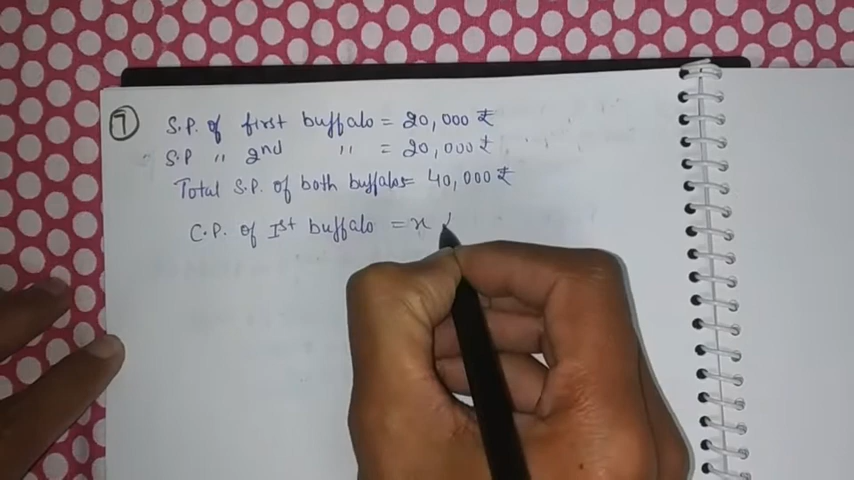 7 S.P. of first buffalo = 20,000 ₹
S.P " 2nd " = 20,000 ₹
Total S.P. of both buffalos = 40,000 ₹
C.P. of Ist buffalo = x